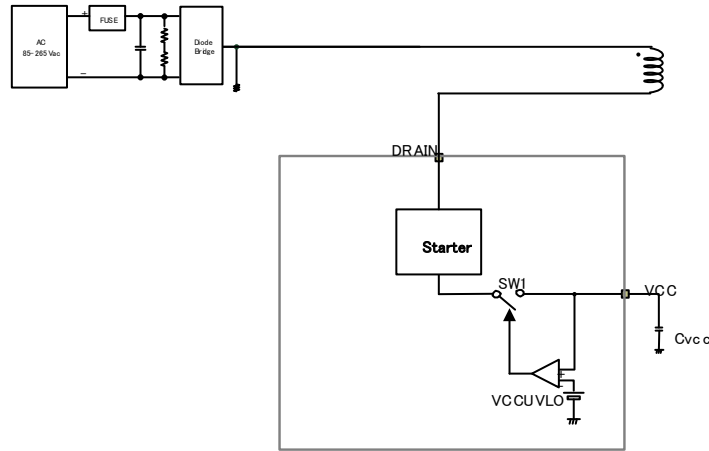 AC
85-265 Vac
+
-
FUSE
Diode
Bridge
DRAIN
Starter
SW1
VCC
Cvcc
+
-
VCCUVLO